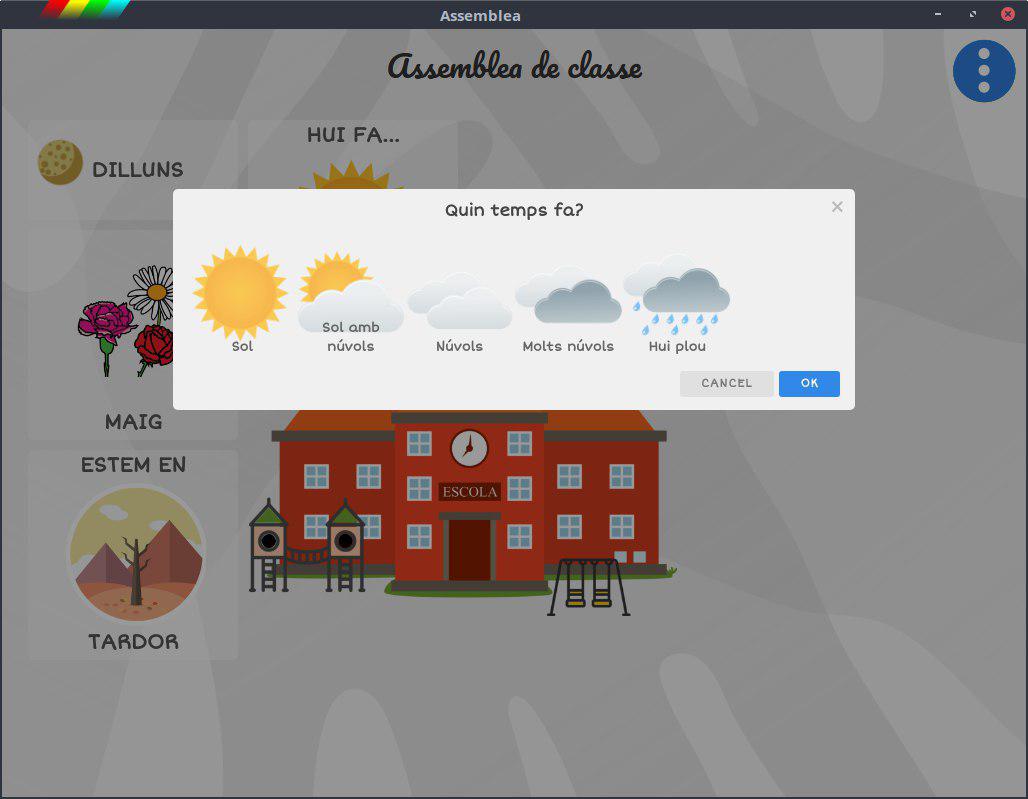 Assemblea
Assemblea de classe
HUI FA...
DILLUNS
Quin temps fa?
Sol
Sol amb
núvols
Núvols
Molts núvols
Hui plou
CANCEL
OK
MAIG
ESTEM EN
ESCOLA
TARDOR